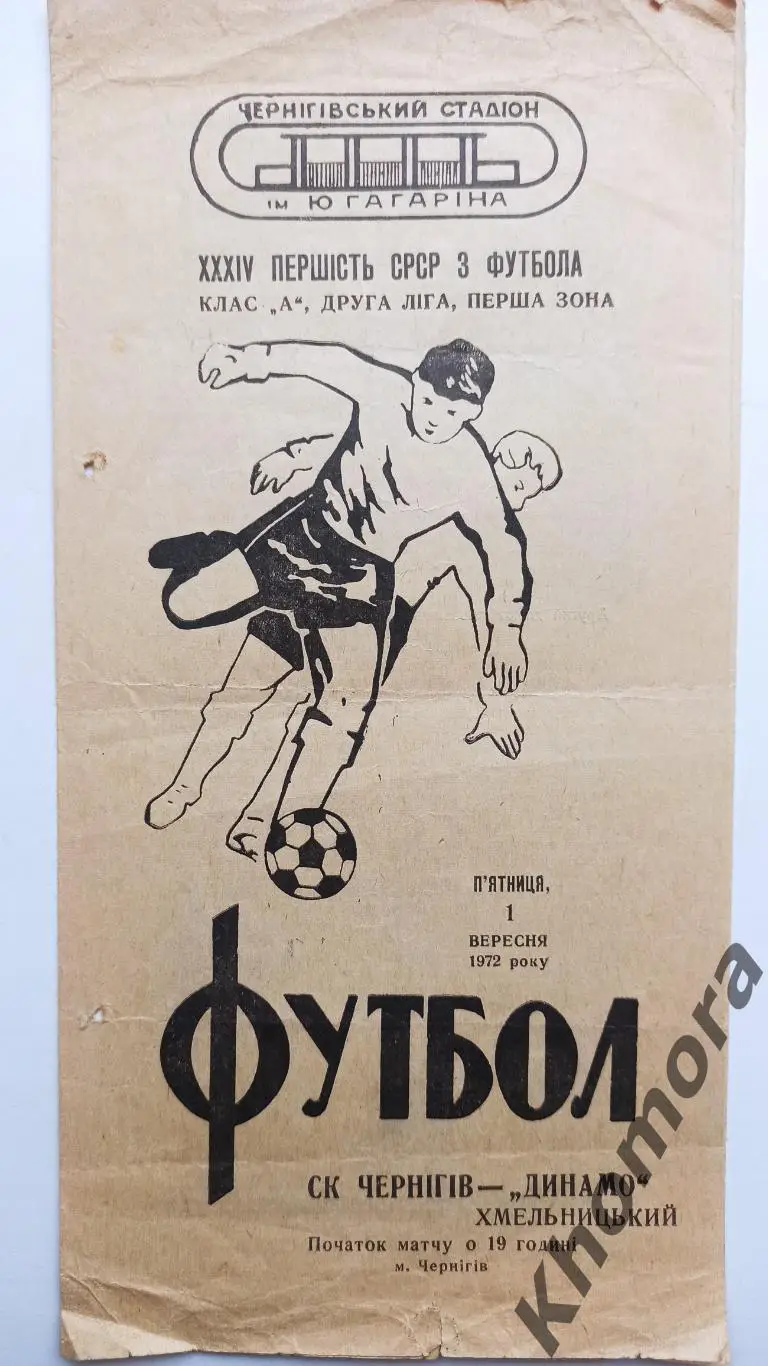 ЧЕРНІГІВСЬКИЙ СТАДІОН
ІМ Ю ГАГАРІНА
XXXIV ПЕРШІСТЬ СРСР З ФУТБОЛА
КЛАС „А“, ДРУГА ЛІГА, ПЕРША ЗОНА
П'ЯТНИЦЯ,
1
ВЕРЕСНЯ
1972 року
ФУТБОЛ
СК ЧЕРНІГІВ — „ДИНАМО“
ХМЕЛЬНИЦЬКИЙ
Початок матчу о 19 годині
м. Чернігів
khomora